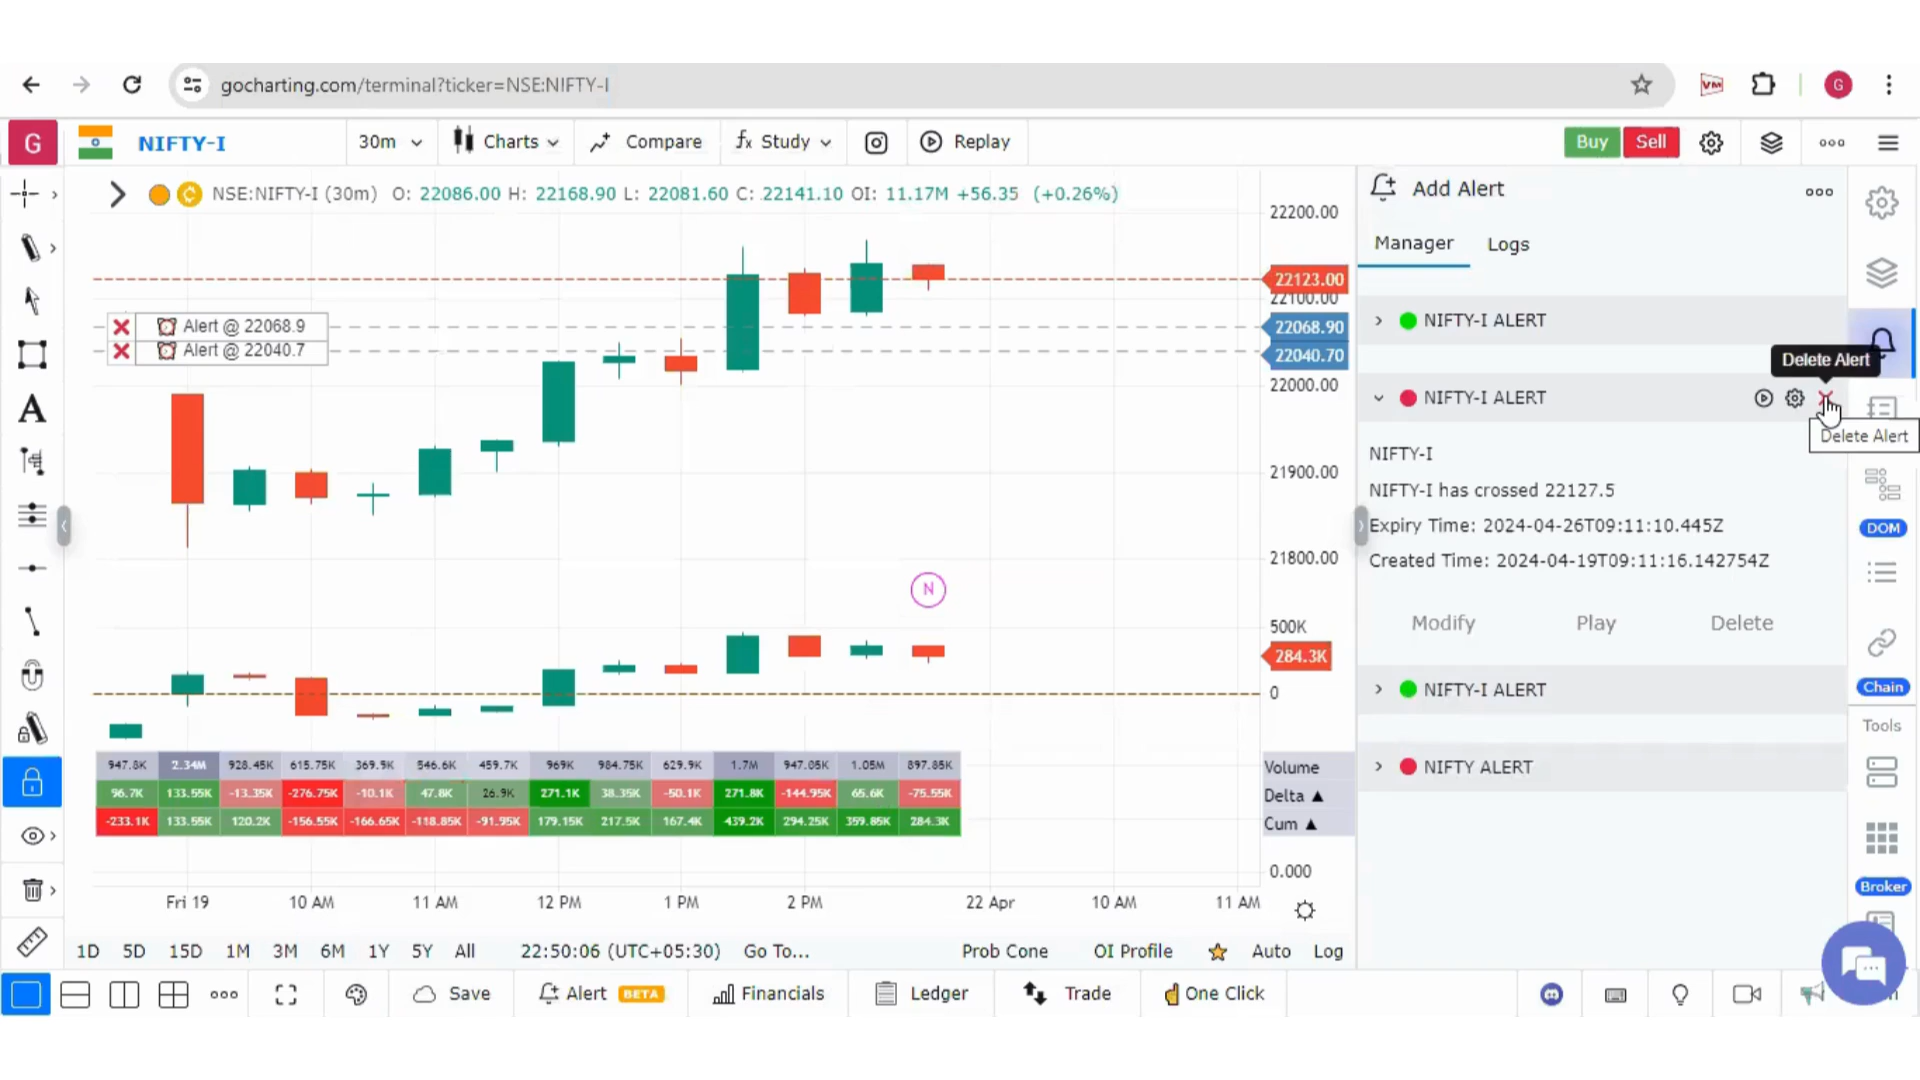 gocharting.com/terminal?ticker=NSE:NIFTY-I
VM
G
G
NIFTY-I
30m
Charts
Compare
fx Study
Replay
Buy
Sell
NSE:NIFTY-I (30m) O: 22086.00 H: 22168.90 L: 22081.60 C: 22141.10 OI: 11.17M +56.35 (+0.26%)
22200.00
22123.00
22100.00
22068.90
22040.70
22000.00
21900.00
21800.00
500K
284.3K
0
0.000
Alert @ 22068.9
Alert @ 22040.7
N
A
947.8K 2.34M 928.45K 615.75K 369.9K 546.6K 459.7K 969K 984.75K 629.9K 1.7M 947.05K 1.05M 897.85K
Volume
96.7K 133.55K -13.35K -276.75K -10.1K 47.8K 26.9K 271.1K 38.35K -50.1K 271.8K -144.95K 65.6K -75.55K
Delta ▲
-233.1K 133.55K 120.2K -156.55K -166.65K -118.85K -91.95K 179.15K 217.5K 167.4K 439.2K 294.25K 359.85K 284.3K
Cum ▲
Fri 19
10 AM
11 AM
12 PM
1 PM
2 PM
22 Apr
10 AM
11 AM
1D 5D 15D 1M 3M 6M 1Y 5Y All
22:50:06 (UTC+05:30)
Go To...
Prob Cone
OI Profile
Auto
Log
Save
Alert BETA
Financials
Ledger
Trade
One Click
Add Alert
Manager
Logs
NIFTY-I ALERT
Delete Alert
NIFTY-I ALERT
Delete Alert
NIFTY-I
NIFTY-I has crossed 22127.5
Expiry Time: 2024-04-26T09:11:10.445Z
Created Time: 2024-04-19T09:11:16.142754Z
Modify
Play
Delete
NIFTY-I ALERT
NIFTY ALERT
DOM
Chain
Tools
Broker